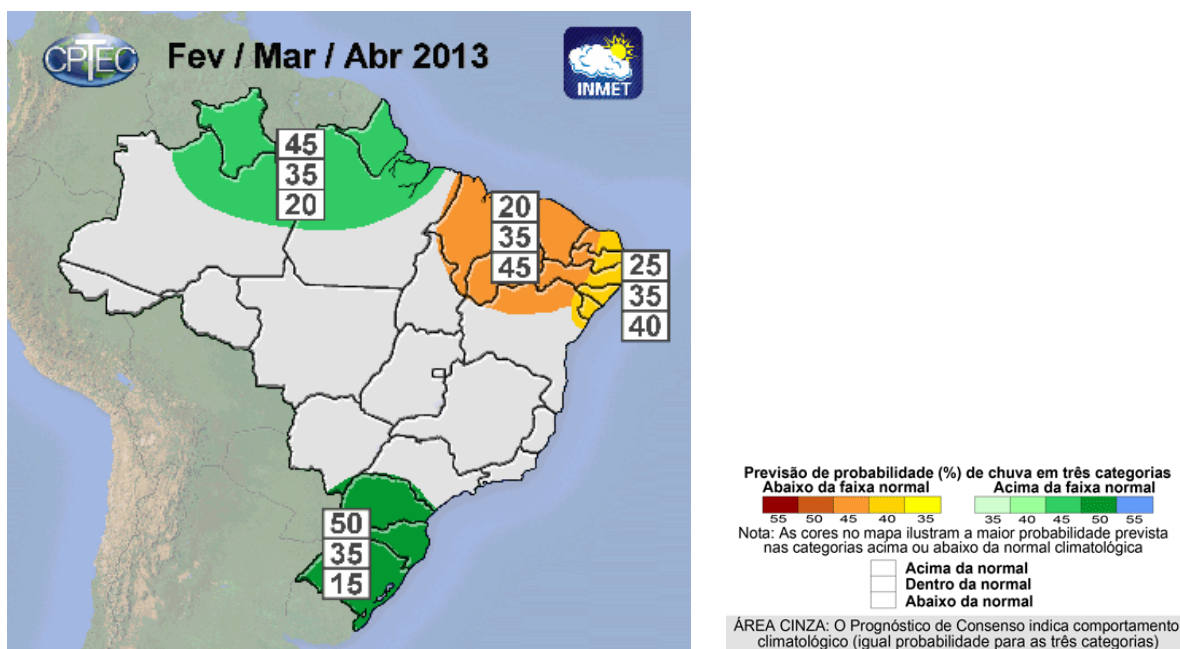 CPTEC
Fev / Mar / Abr 2013
INMET
45
35
20
20
35
45
25
35
40
50
35
15
Previsão de probabilidade (%) de chuva em três categorias
Abaixo da faixa normal
Acima da faixa normal
55 50 45 40 35
35 40 45 50 55
Nota: As cores no mapa ilustram a maior probabilidade prevista
nas categorias acima ou abaixo da normal climatológica
Acima da normal
Dentro da normal
Abaixo da normal
ÁREA CINZA: O Prognóstico de Consenso indica comportamento
climatológico (igual probabilidade para as três categorias)